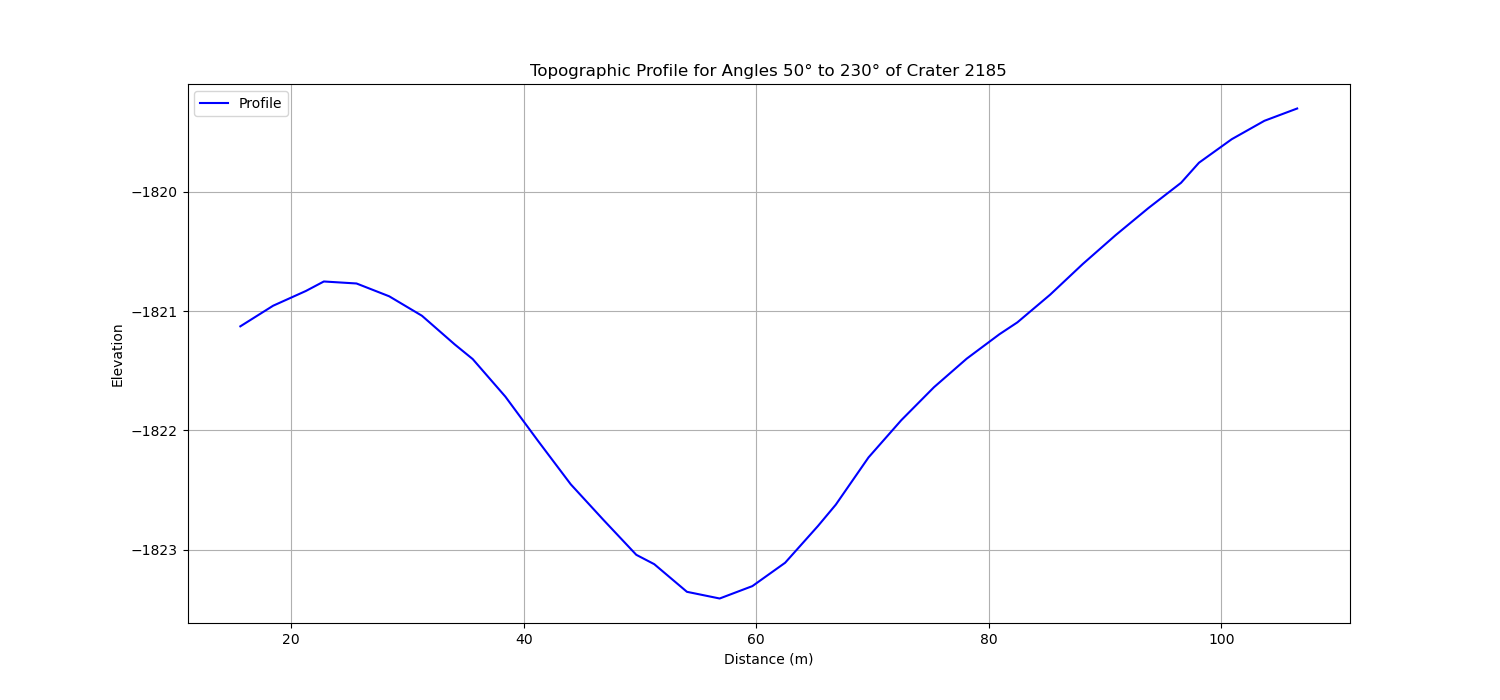 Topographic Profile for Angles 50° to 230° of Crater 2185
Profile
−1820
−1821
−1822
−1823
Elevation
20
40
60
80
100
Distance (m)